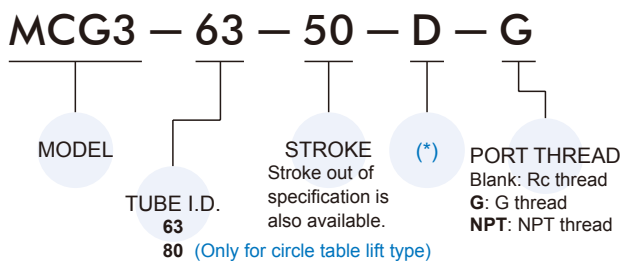 MCG3 — 63 — 50 — D — G
MODEL
TUBE I.D.
63
80 (Only for circle table lift type)
STROKE
Stroke out of
specification is
also available.
(*)
PORT THREAD
Blank: Rc thread
G: G thread
NPT: NPT thread